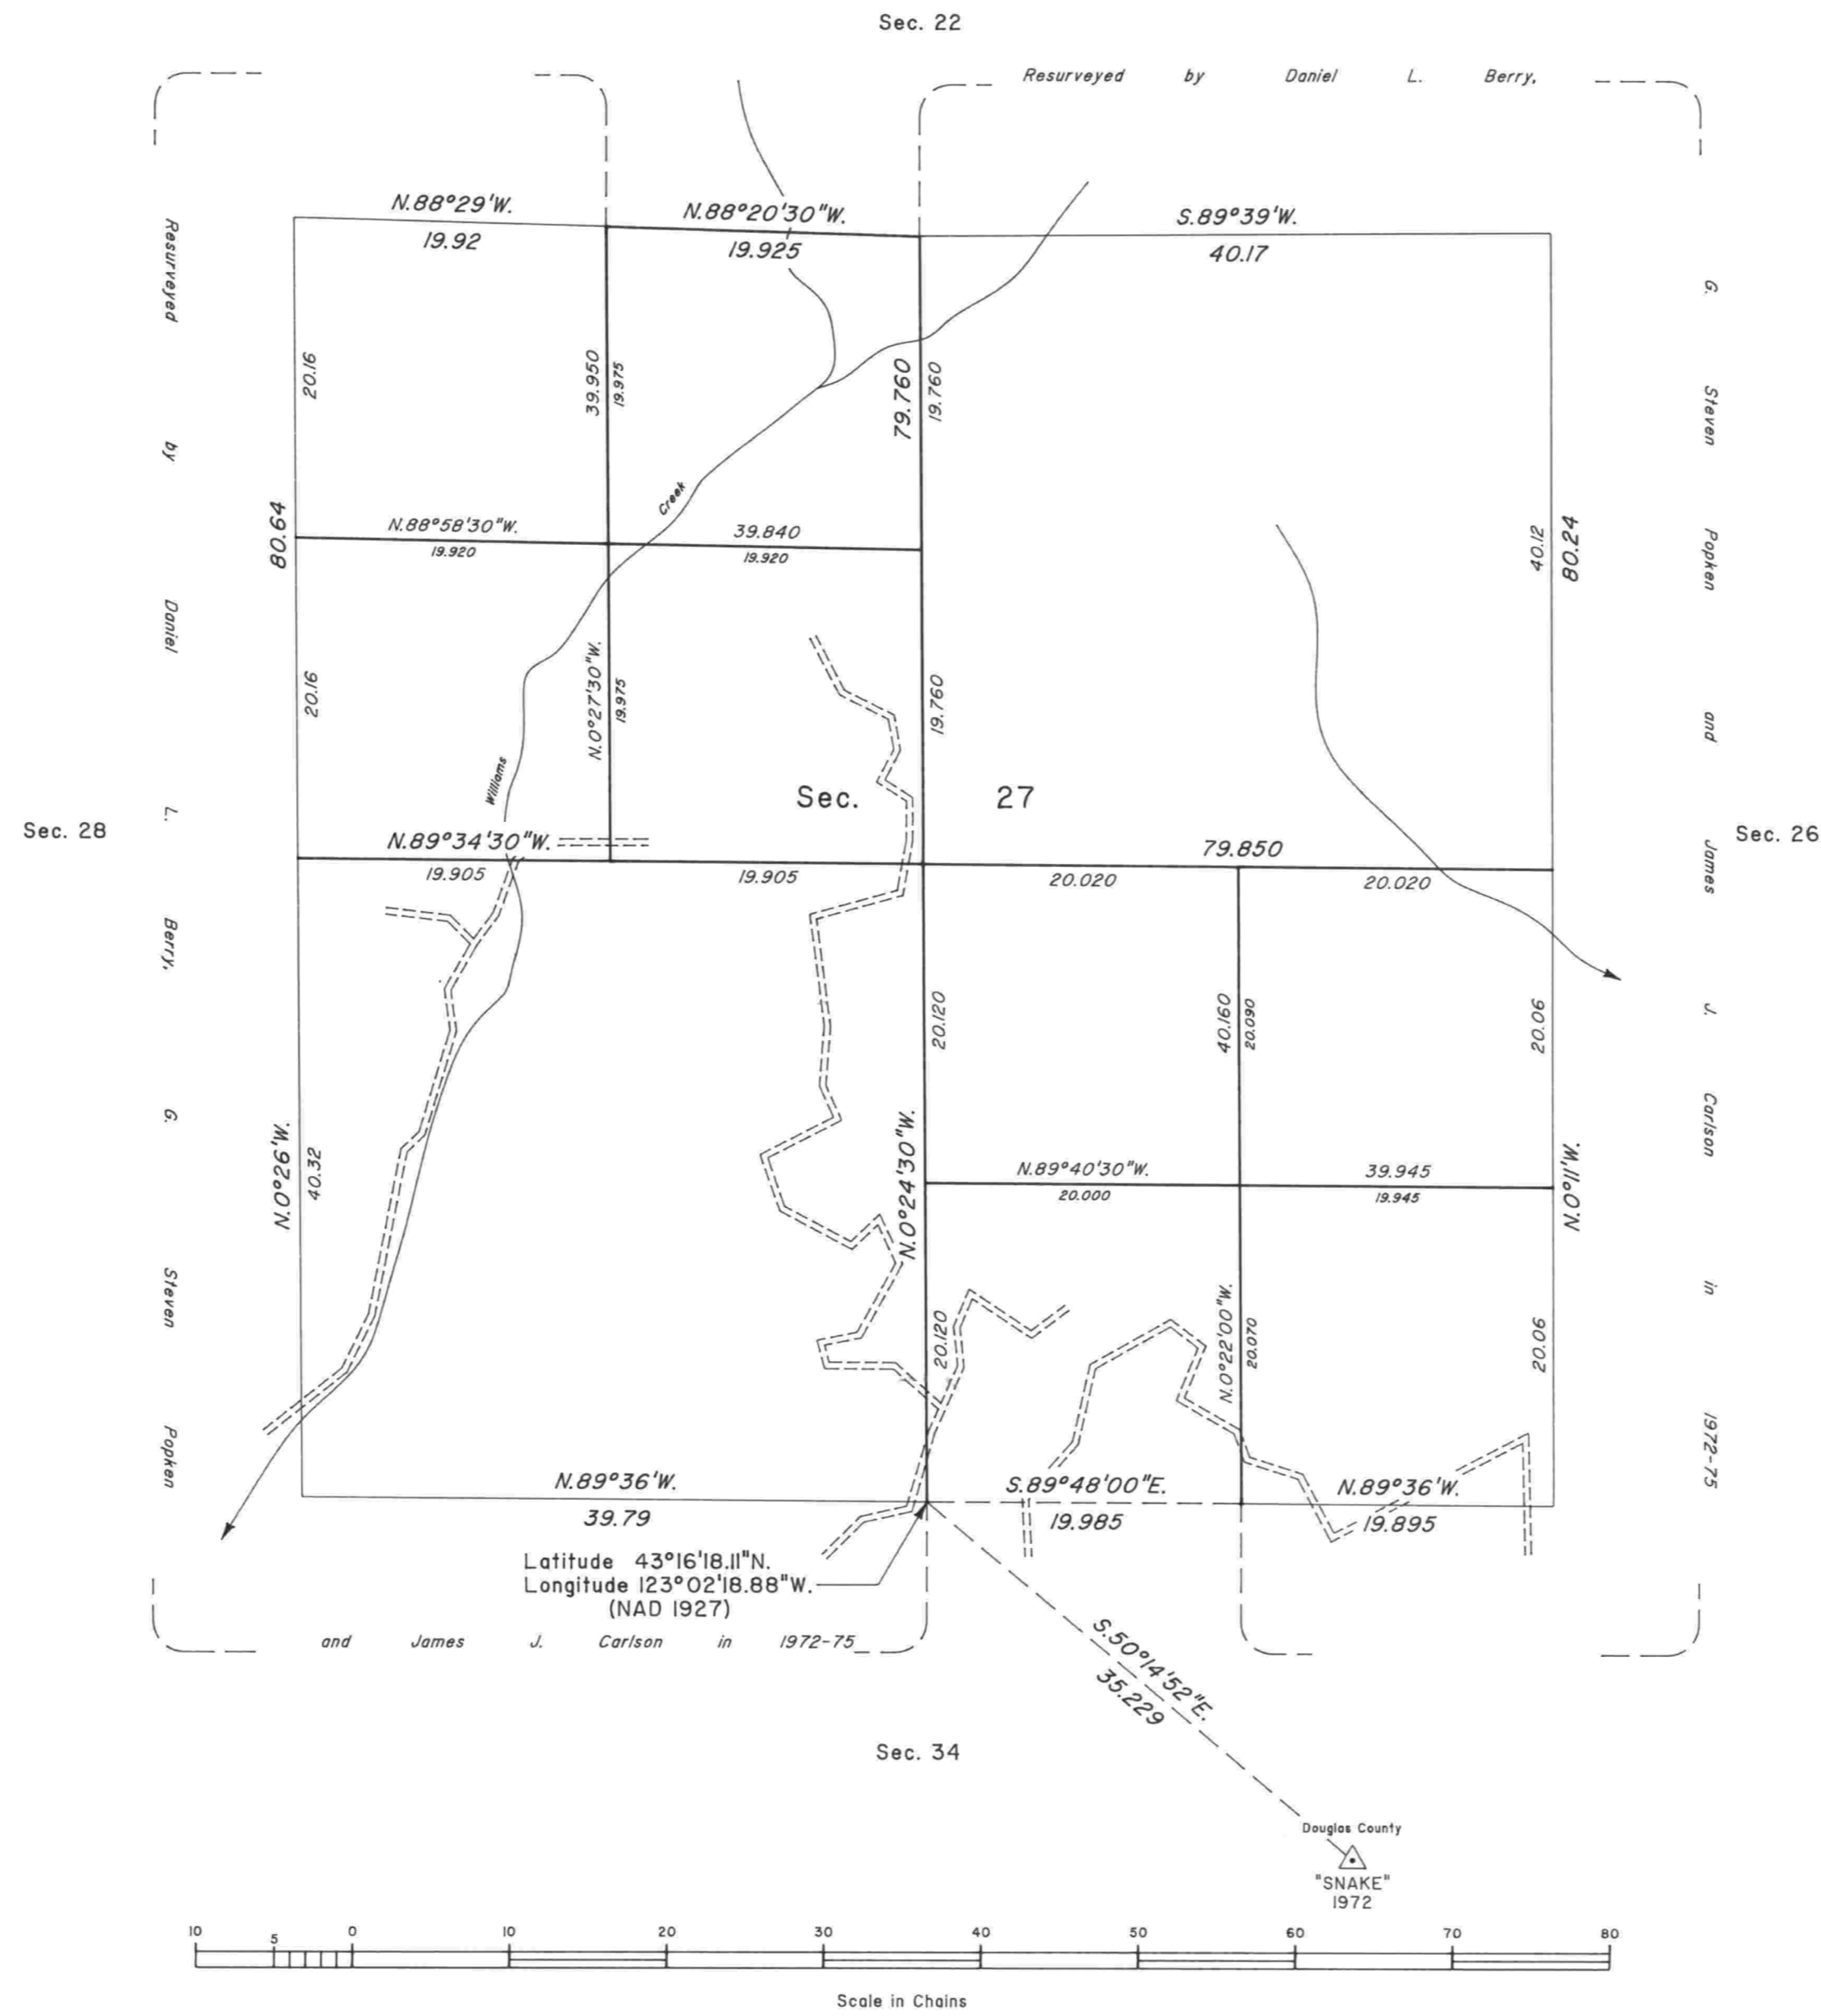 Sec. 22
Resurveyed by Daniel L. Berry,
G. Steven Popken and James J. Carlson in 1972-75
Resurveyed by Daniel L. Berry, G. Steven Popken
and James J. Carlson in 1972-75
N.88°29'W.
19.92
N.88°20'30"W.
19.925
S.89°39'W.
40.17
20.16
39.950
19.975
79.760
19.760
80.64
N.88°58'30"W.
19.920
39.840
19.920
Creek
40.12
80.24
20.16
N.0°27'30"W.
19.975
19.760
Williams
Sec. 27
Sec. 28
Sec. 26
N.89°34'30"W.
19.905
19.905
79.850
20.020
20.020
20.120
40.160
20.090
20.06
N.0°26'W.
40.32
N.0°24'30"W.
N.89°40'30"W.
20.000
39.945
19.945
N.0°11'W.
20.120
N.0°22'00"W.
20.070
20.06
N.89°36'W.
39.79
S.89°48'00"E.
19.985
N.89°36'W.
19.895
Latitude 43°16'18.11"N.
Longitude 123°02'18.88"W.
(NAD 1927)
S.50°14'52"E.
35.229
Sec. 34
Douglas County
"SNAKE"
1972
10 5 0 10 20 30 40 50 60 70 80
Scale in Chains